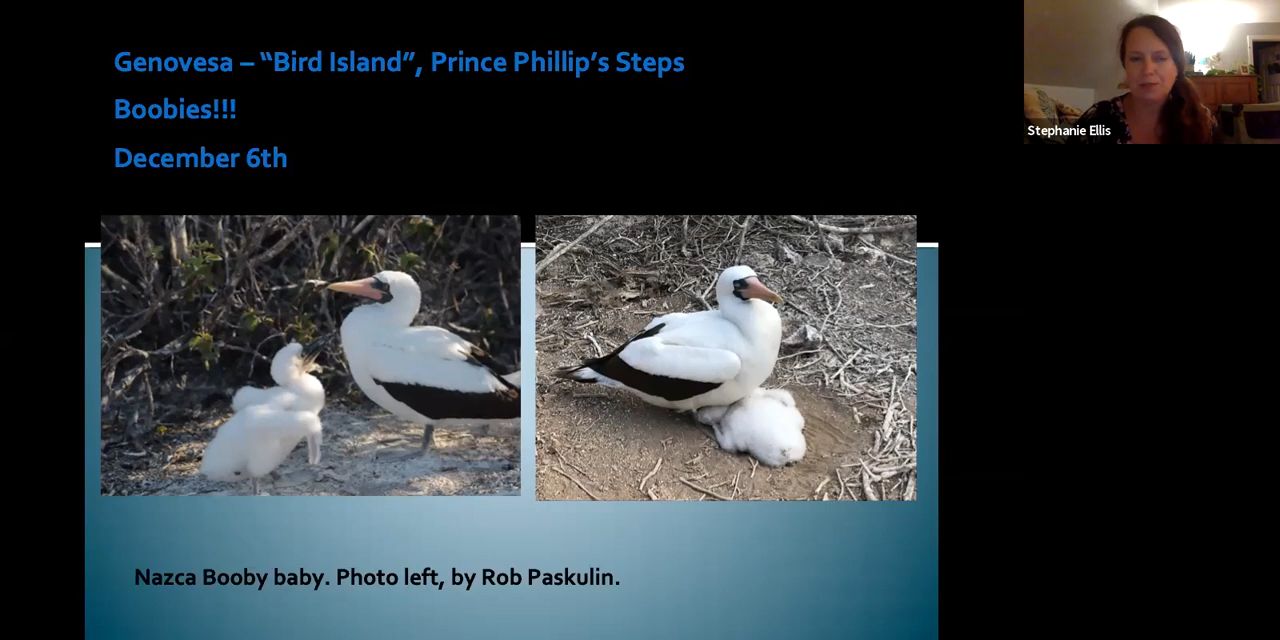 Genovesa – “Bird Island”, Prince Phillip’s Steps
Boobies!!!
December 6th
Stephanie Ellis
Nazca Booby baby. Photo left, by Rob Paskulin.